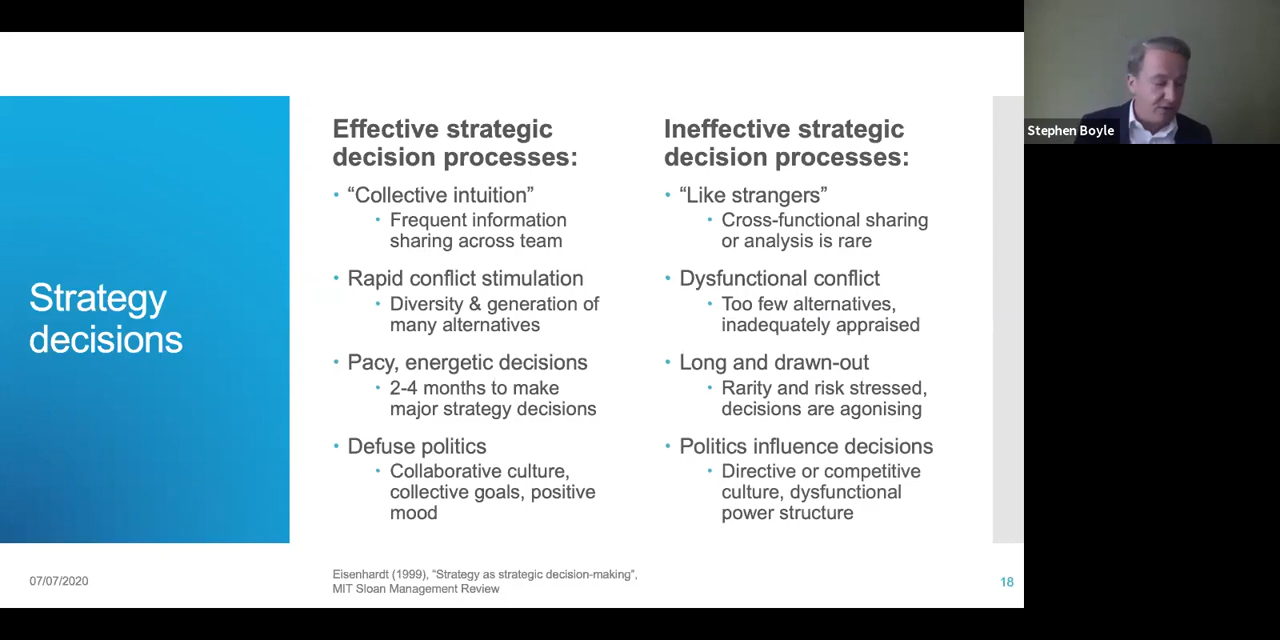 Strategy
decisions
Effective strategic
decision processes:
• “Collective intuition”
• Frequent information
sharing across team
• Rapid conflict stimulation
• Diversity & generation of
many alternatives
• Pacy, energetic decisions
• 2-4 months to make
major strategy decisions
• Defuse politics
• Collaborative culture,
collective goals, positive
mood
Ineffective strategic
decision processes:
• “Like strangers”
• Cross-functional sharing
or analysis is rare
• Dysfunctional conflict
• Too few alternatives,
inadequately appraised
• Long and drawn-out
• Rarity and risk stressed,
decisions are agonising
• Politics influence decisions
• Directive or competitive
culture, dysfunctional
power structure
07/07/2020
Eisenhardt (1999), “Strategy as strategic decision-making”,
MIT Sloan Management Review
18
Stephen Boyle